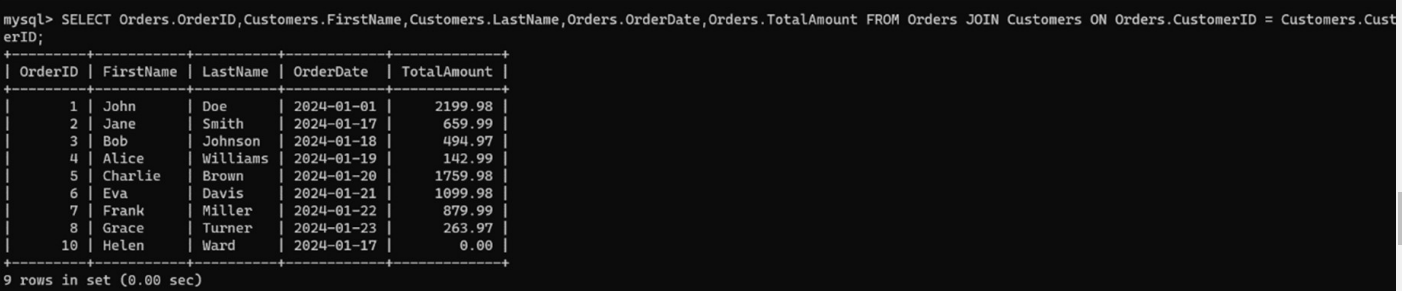 mysql> SELECT Orders.OrderID,Customers.FirstName,Customers.LastName,Orders.OrderDate,Orders.TotalAmount FROM Orders JOIN Customers ON Orders.CustomerID = Customers.Cust
erID;
+---------+-----------+----------+------------+-------------+
| OrderID | FirstName | LastName | OrderDate  | TotalAmount |
+---------+-----------+----------+------------+-------------+
|       1 | John      | Doe      | 2024-01-01 |     2199.98 |
|       2 | Jane      | Smith    | 2024-01-17 |      659.99 |
|       3 | Bob       | Johnson  | 2024-01-18 |      494.97 |
|       4 | Alice     | Williams | 2024-01-19 |      142.99 |
|       5 | Charlie   | Brown    | 2024-01-20 |     1759.98 |
|       6 | Eva       | Davis    | 2024-01-21 |     1099.98 |
|       7 | Frank     | Miller   | 2024-01-22 |      879.99 |
|       8 | Grace     | Turner   | 2024-01-23 |      263.97 |
|      10 | Helen     | Ward     | 2024-01-17 |        0.00 |
+---------+-----------+----------+------------+-------------+
9 rows in set (0.00 sec)